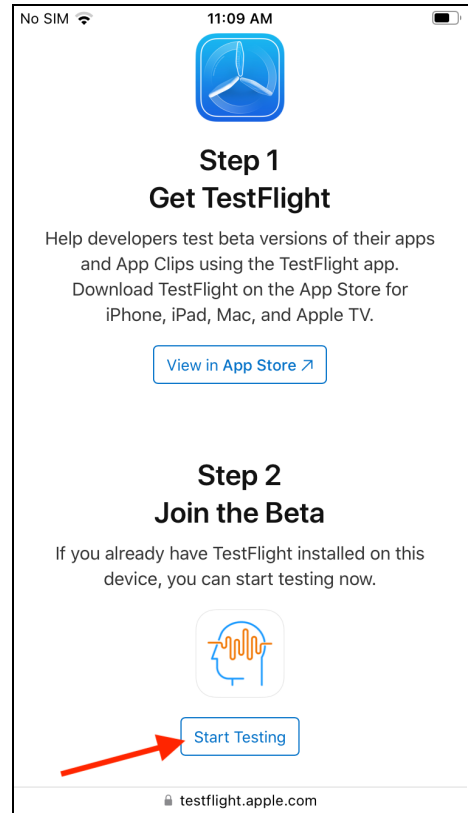 No SIM 11:09 AM
Step 1
Get TestFlight
Help developers test beta versions of their apps
and App Clips using the TestFlight app.
Download TestFlight on the App Store for
iPhone, iPad, Mac, and Apple TV.
View in App Store ↗
Step 2
Join the Beta
If you already have TestFlight installed on this
device, you can start testing now.
Start Testing
testflight.apple.com